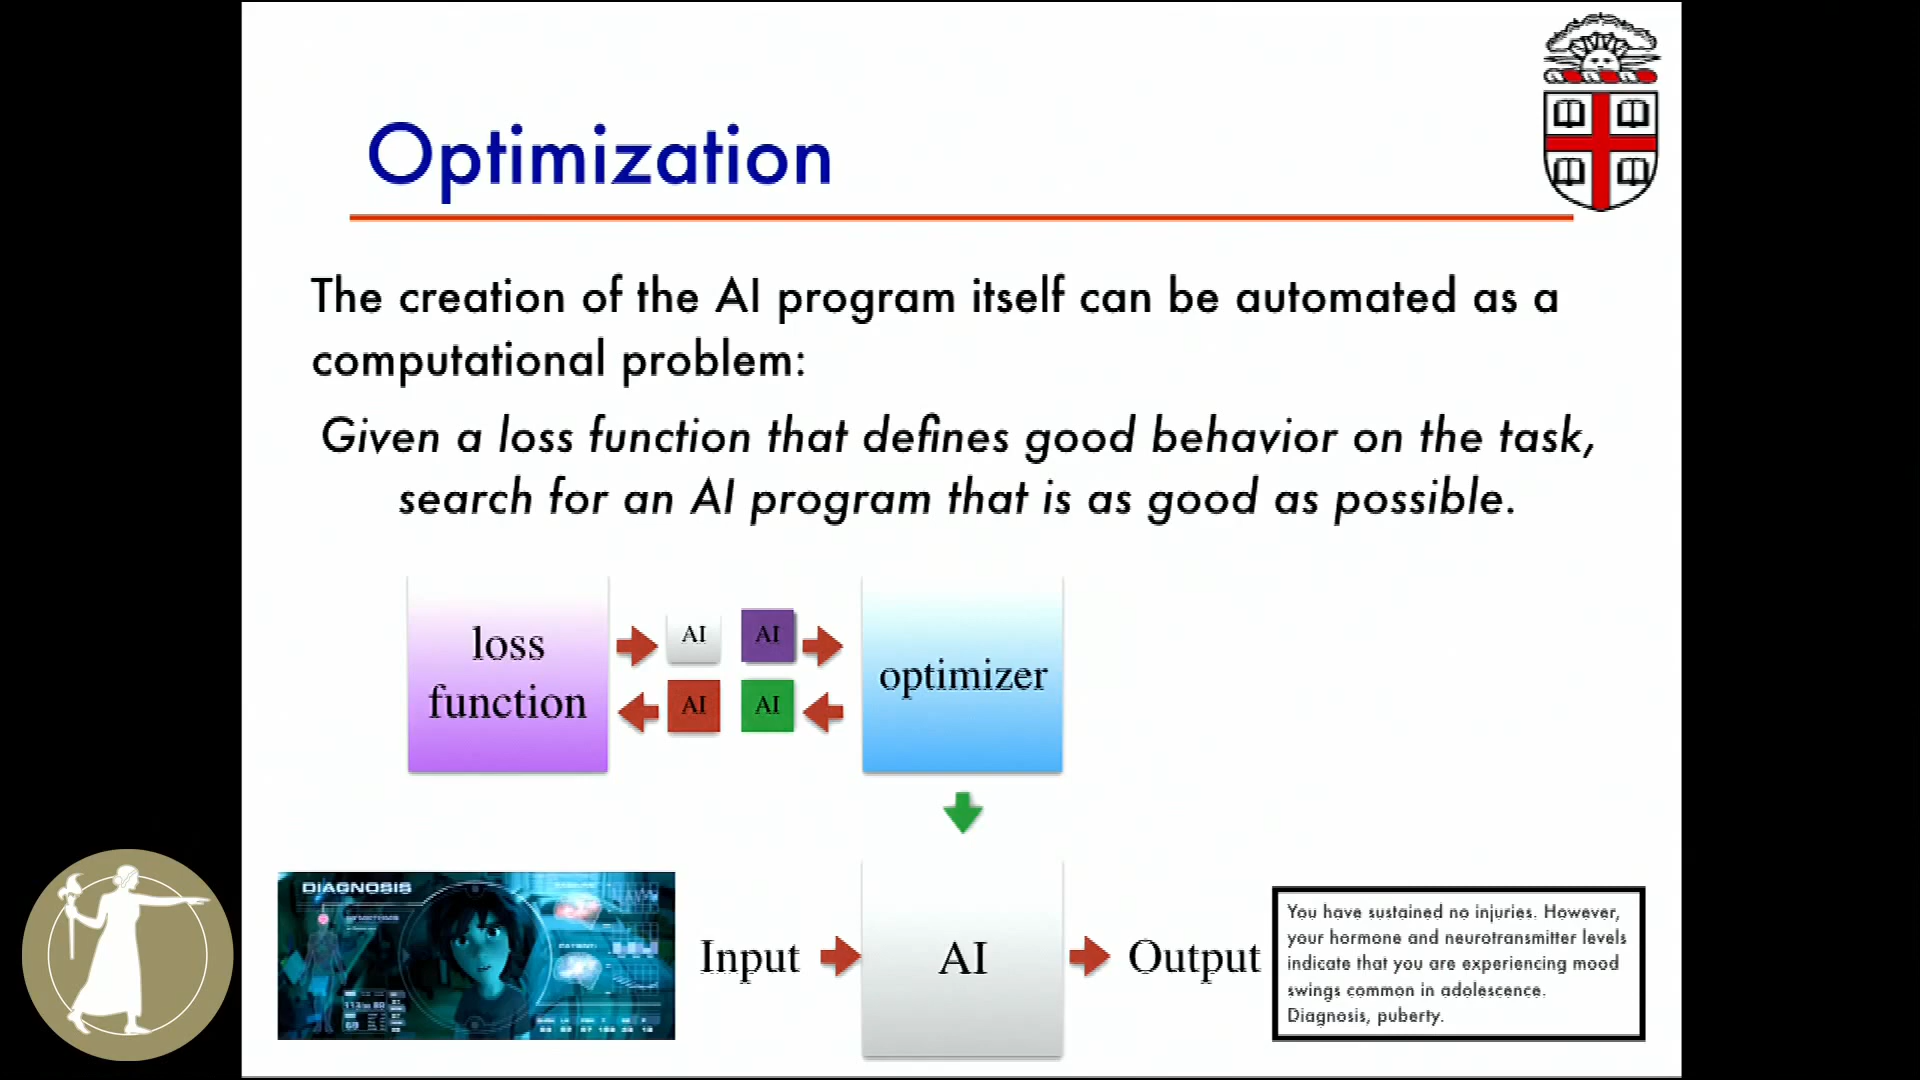 Optimization
The creation of the AI program itself can be automated as a
computational problem:
Given a loss function that defines good behavior on the task,
search for an AI program that is as good as possible.
loss
function
AI
AI
AI
AI
optimizer
DIAGNOSIS
Input
AI
Output
You have sustained no injuries. However,
your hormone and neurotransmitter levels
indicate that you are experiencing mood
swings common in adolescence.
Diagnosis, puberty.